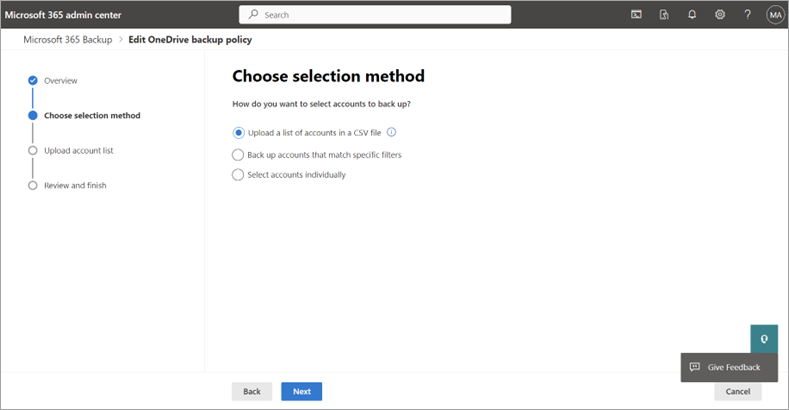 Microsoft 365 admin center
Search
?
MA
Microsoft 365 Backup > Edit OneDrive backup policy
Overview
Choose selection method
Upload account list
Review and finish
Choose selection method
How do you want to select accounts to back up?
Upload a list of accounts in a CSV file
Back up accounts that match specific filters
Select accounts individually
Give Feedback
Back
Next
Cancel